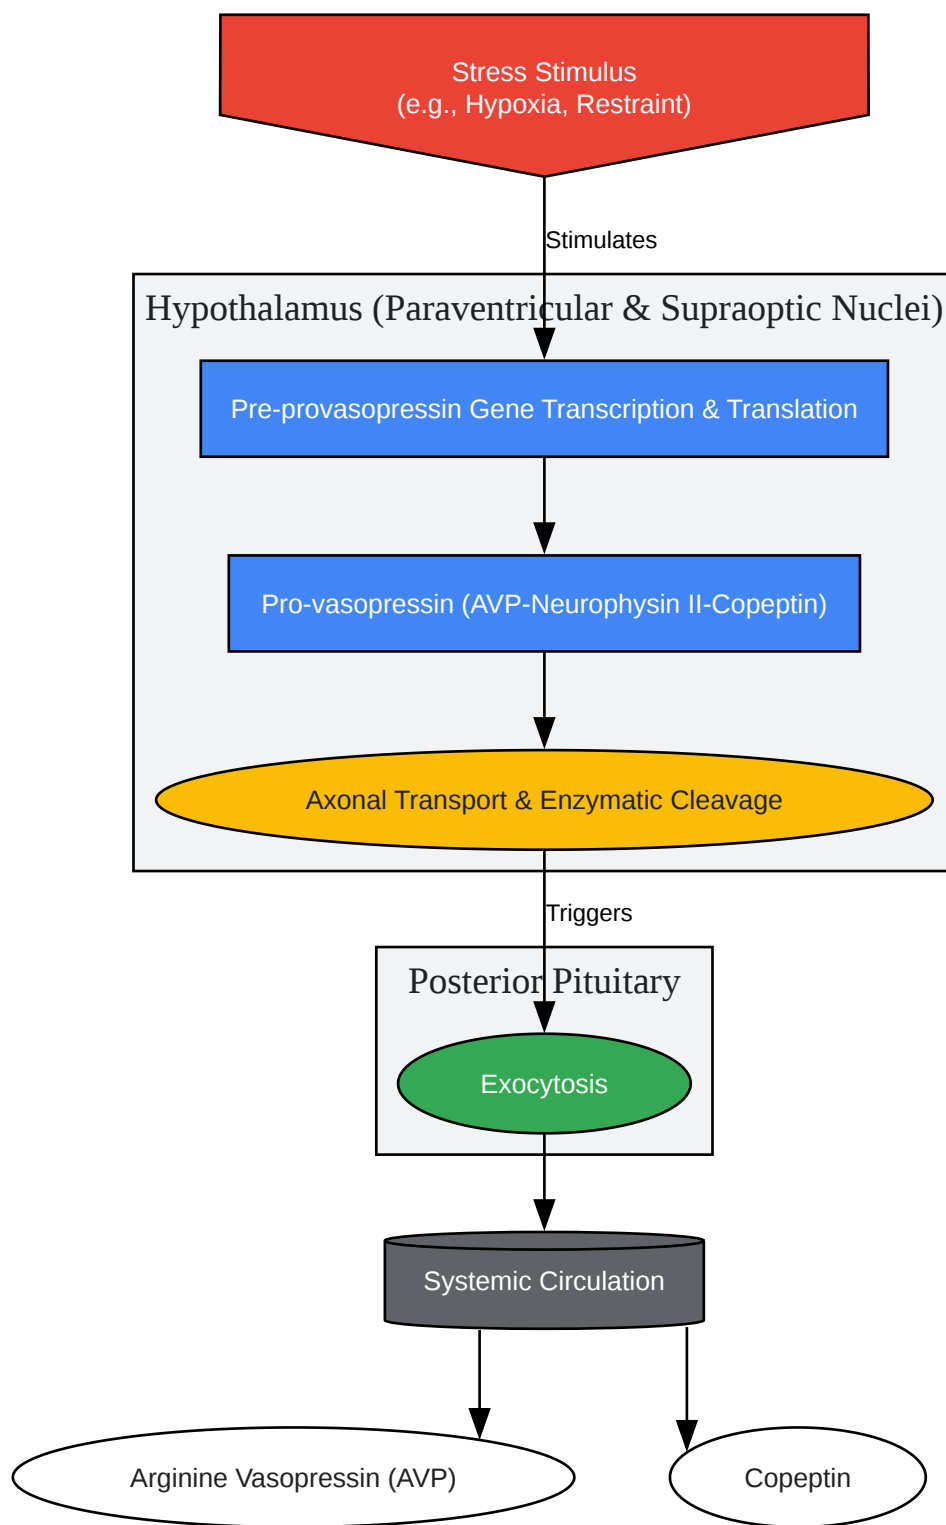 Stress Stimulus
(e.g., Hypoxia, Restraint)
Stimulates
Hypothalamus (Paraventricular & Supraoptic Nuclei)
Pre-provasopressin Gene Transcription & Translation
Pro-vasopressin (AVP-Neurophysin II-Copeptin)
Axonal Transport & Enzymatic Cleavage
Triggers
Posterior Pituitary
Exocytosis
Systemic Circulation
Arginine Vasopressin (AVP)
Copeptin